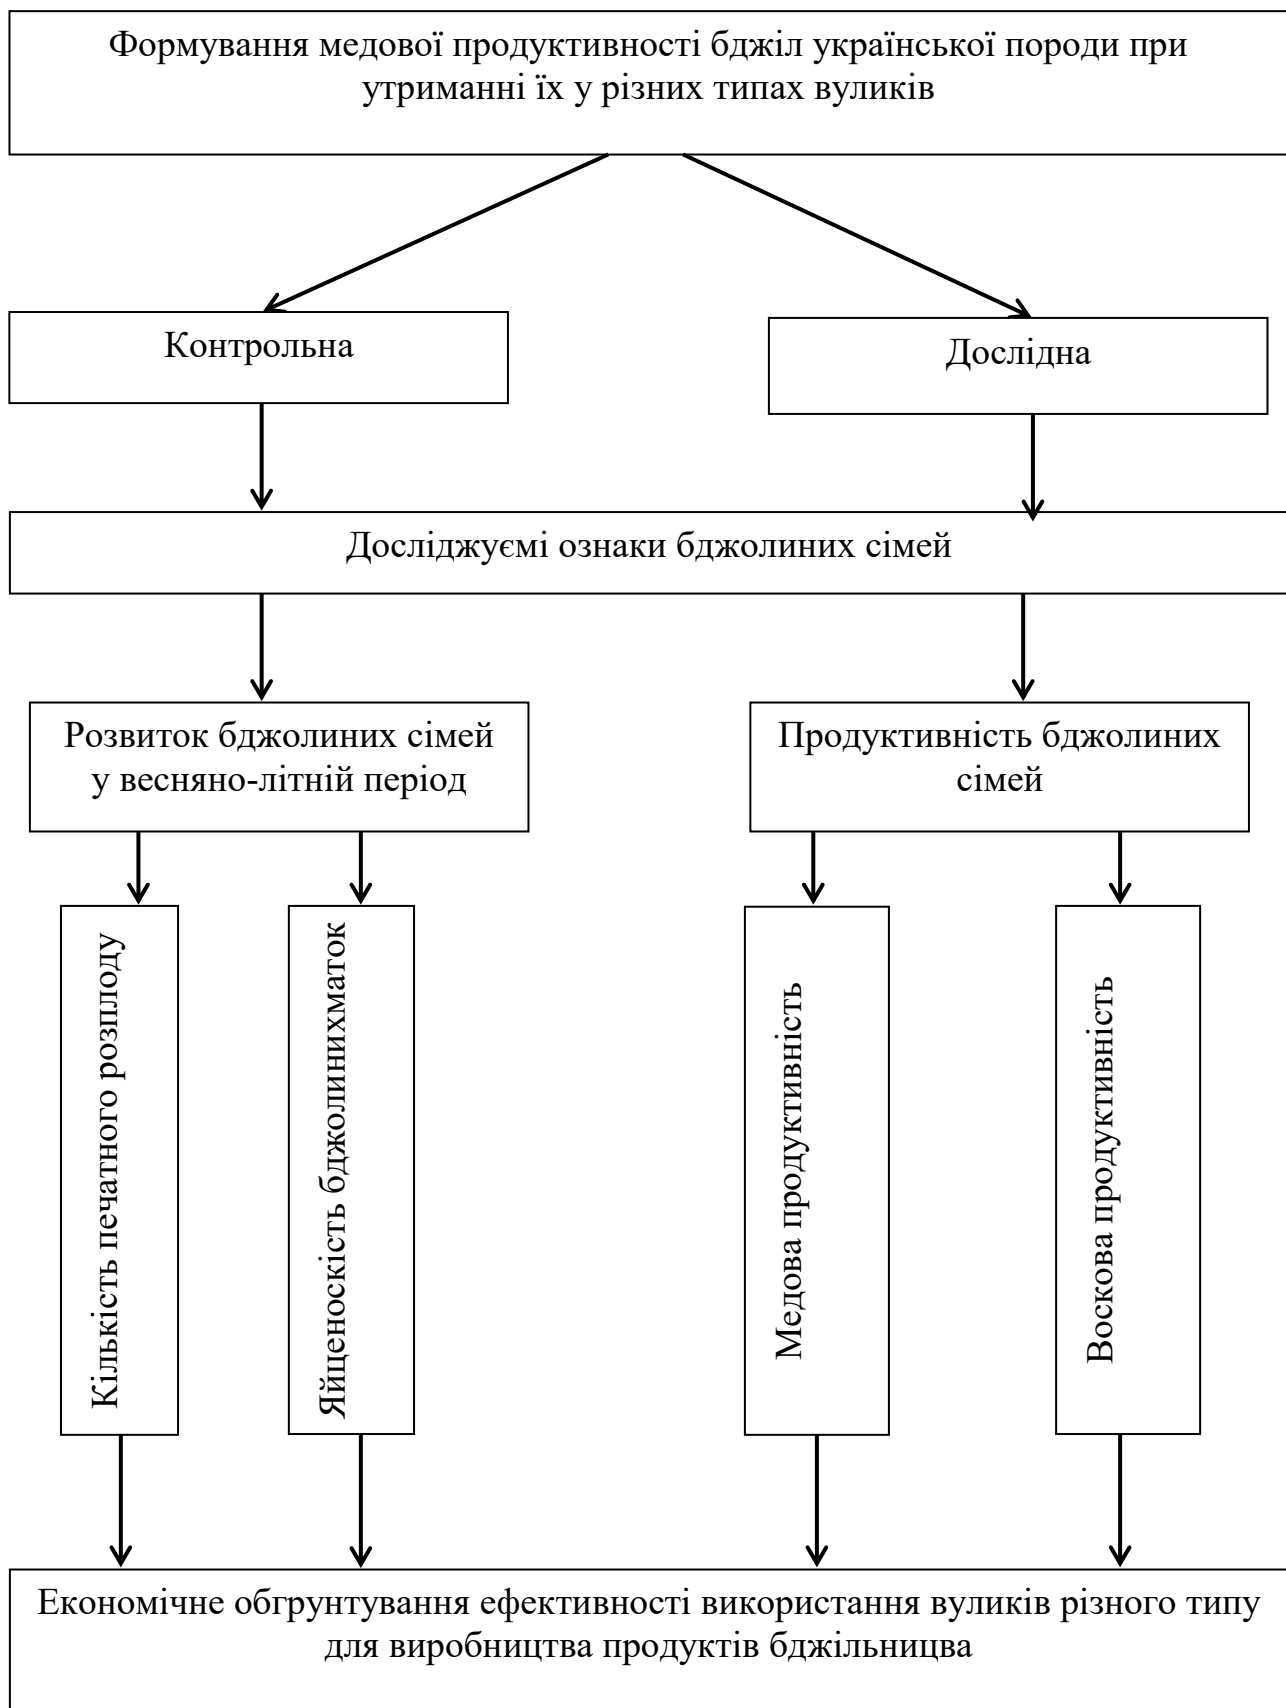 Формування медової продуктивності бджіл української породи при
утриманні їх у різних типах вуликів
Контрольна
Дослідна
Досліджуємі ознаки бджолиних сімей
Розвиток бджолиних сімей
у весняно-літній період
Продуктивність бджолиних
сімей
Кількість печатного розплоду
Яйценоскість бджолинихматок
Медова продуктивність
Воскова продуктивність
Економічне обгрунтування ефективності використання вуликів різного типу
для виробництва продуктів бджільницва